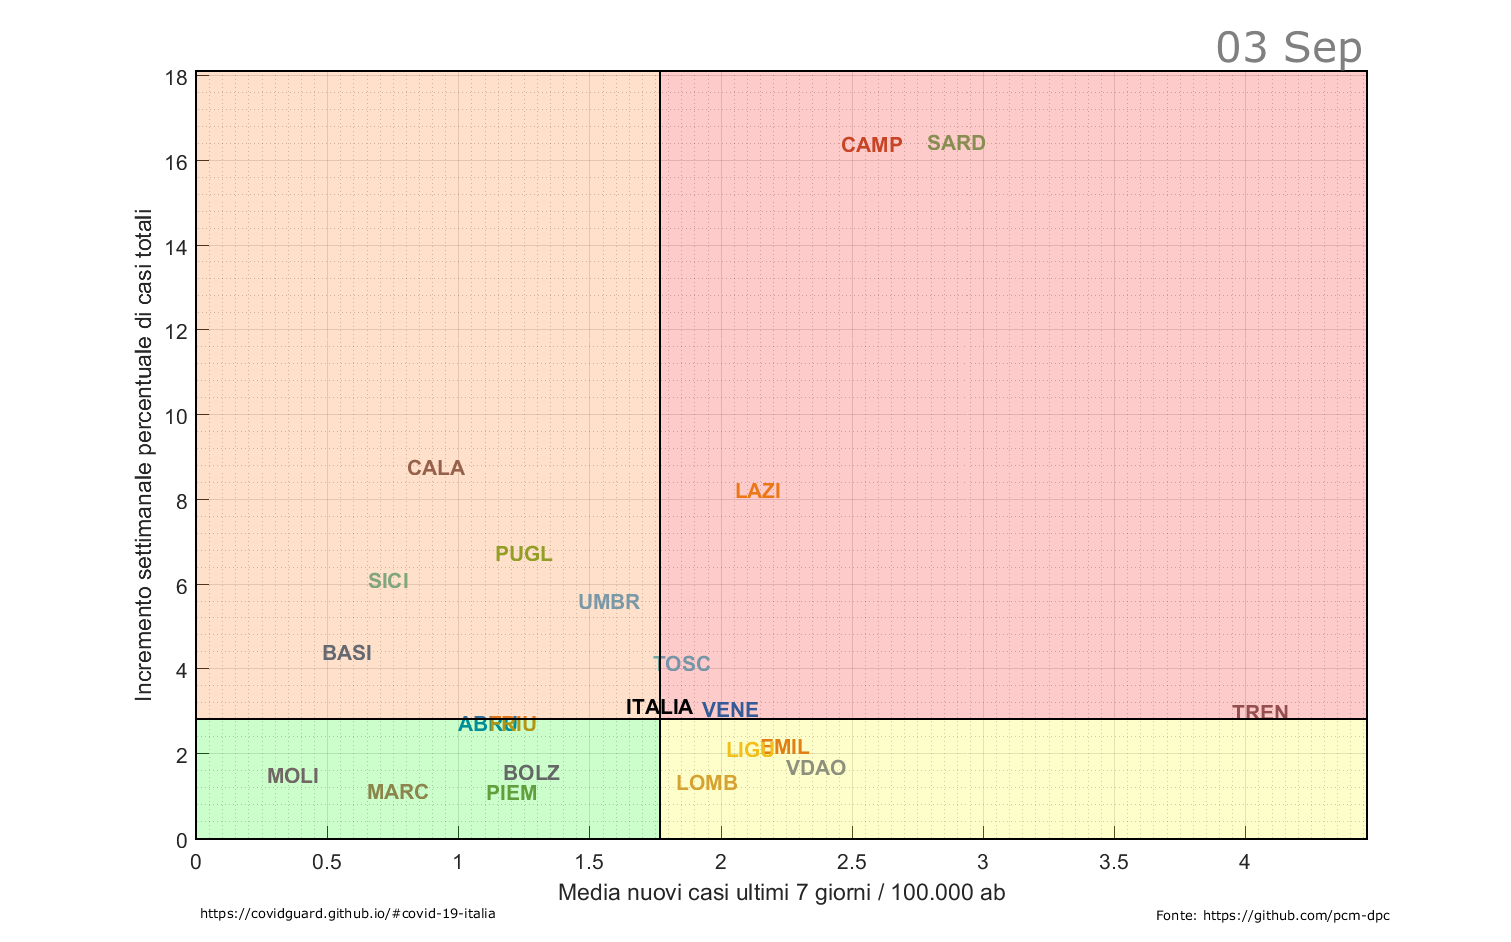 03 Sep
18
16
14
12
10
8
6
4
2
0
Incremento settimanale percentuale di casi totali
CAMP SARD
CALA
LAZI
PUGL
SICI
UMBR
BASI
TOSC
ITALIA VENE
TREN
ABRU FRIU
LIGU EMIL
VDAO
MOLI BOLZ
LOMB
MARC PIEM
0 0.5 1 1.5 2 2.5 3 3.5 4
Media nuovi casi ultimi 7 giorni / 100.000 ab
https://covidguard.github.io/#covid-19-italia
Fonte: https://github.com/pcm-dpc